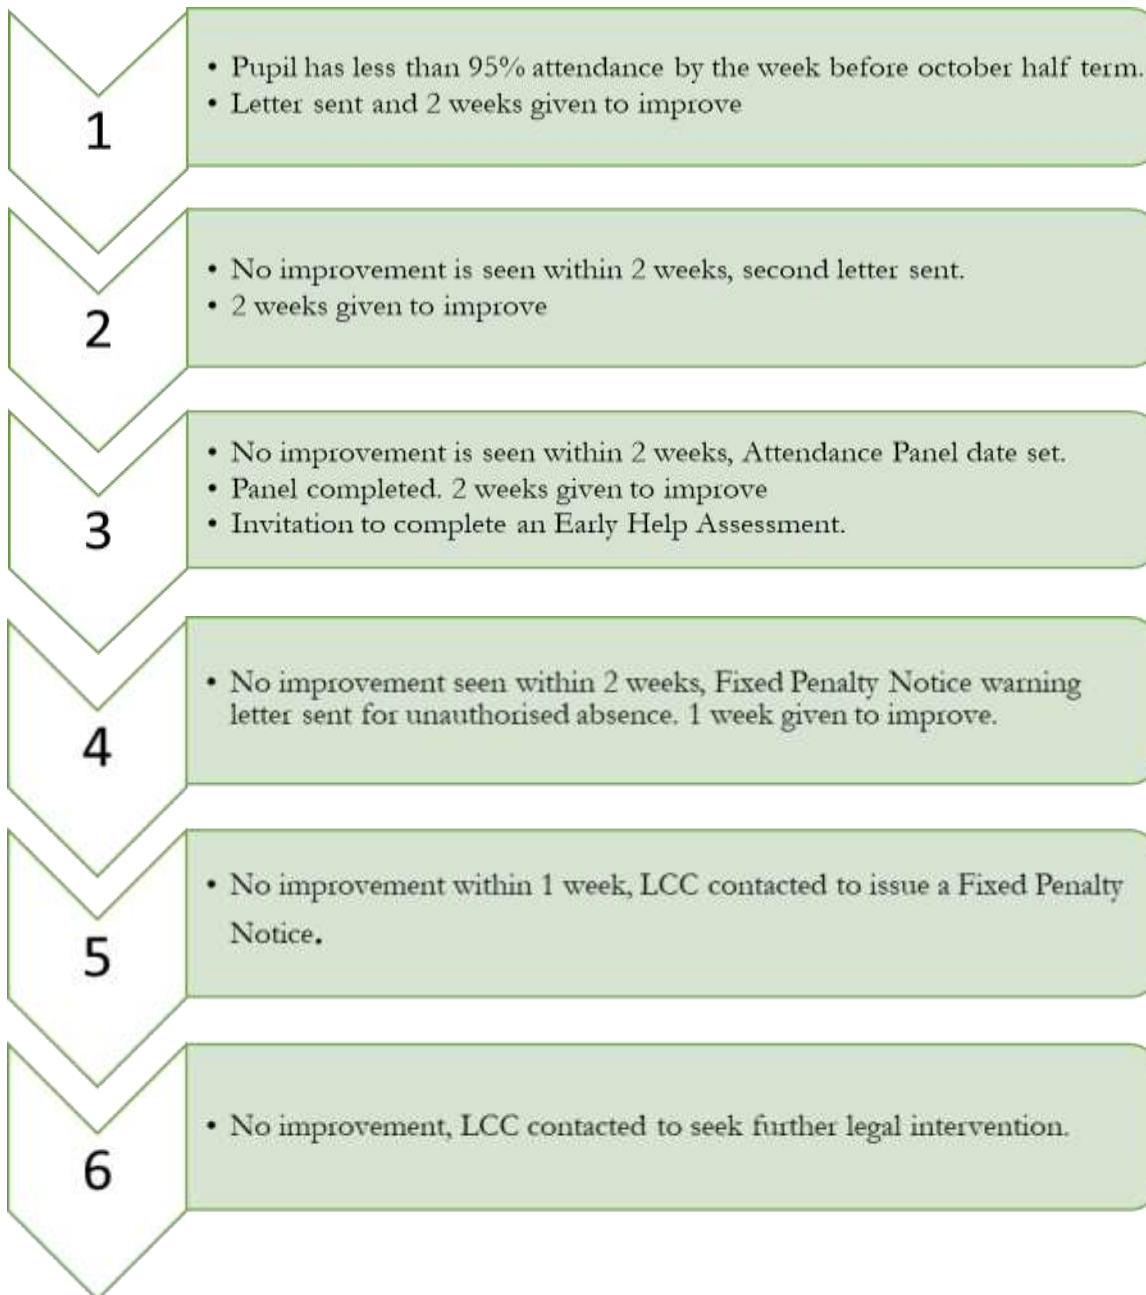 1
• Pupil has less than 95% attendance by the week before october half term.
• Letter sent and 2 weeks given to improve
2
• No improvement is seen within 2 weeks, second letter sent.
• 2 weeks given to improve
3
• No improvement is seen within 2 weeks, Attendance Panel date set.
• Panel completed. 2 weeks given to improve
• Invitation to complete an Early Help Assessment.
4
• No improvement seen within 2 weeks, Fixed Penalty Notice warning
letter sent for unauthorised absence. 1 week given to improve.
5
• No improvement within 1 week, LCC contacted to issue a Fixed Penalty
Notice.
6
• No improvement, LCC contacted to seek further legal intervention.